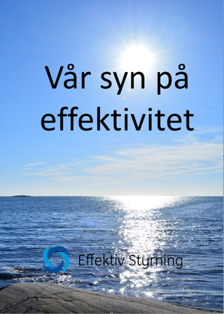 Vår syn på
effektivitet
Effektiv Styrning